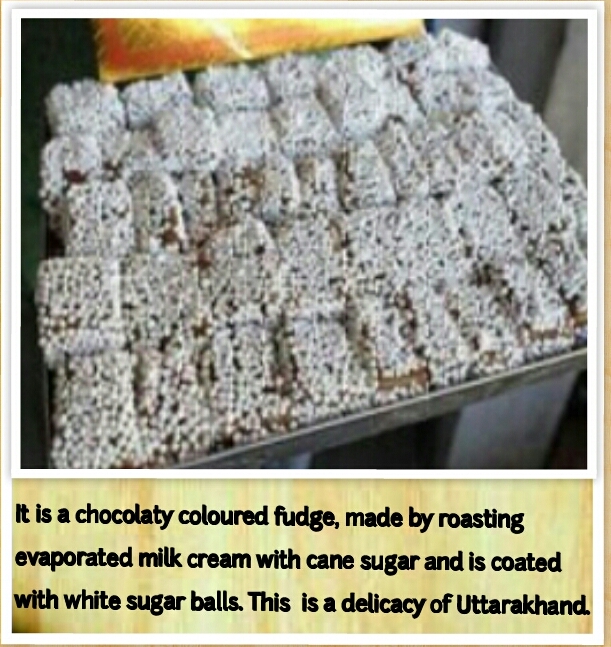 It is a chocolaty coloured fudge, made by roasting
evaporated milk cream with cane sugar and is coated
with white sugar balls. This is a delicacy of Uttarakhand.